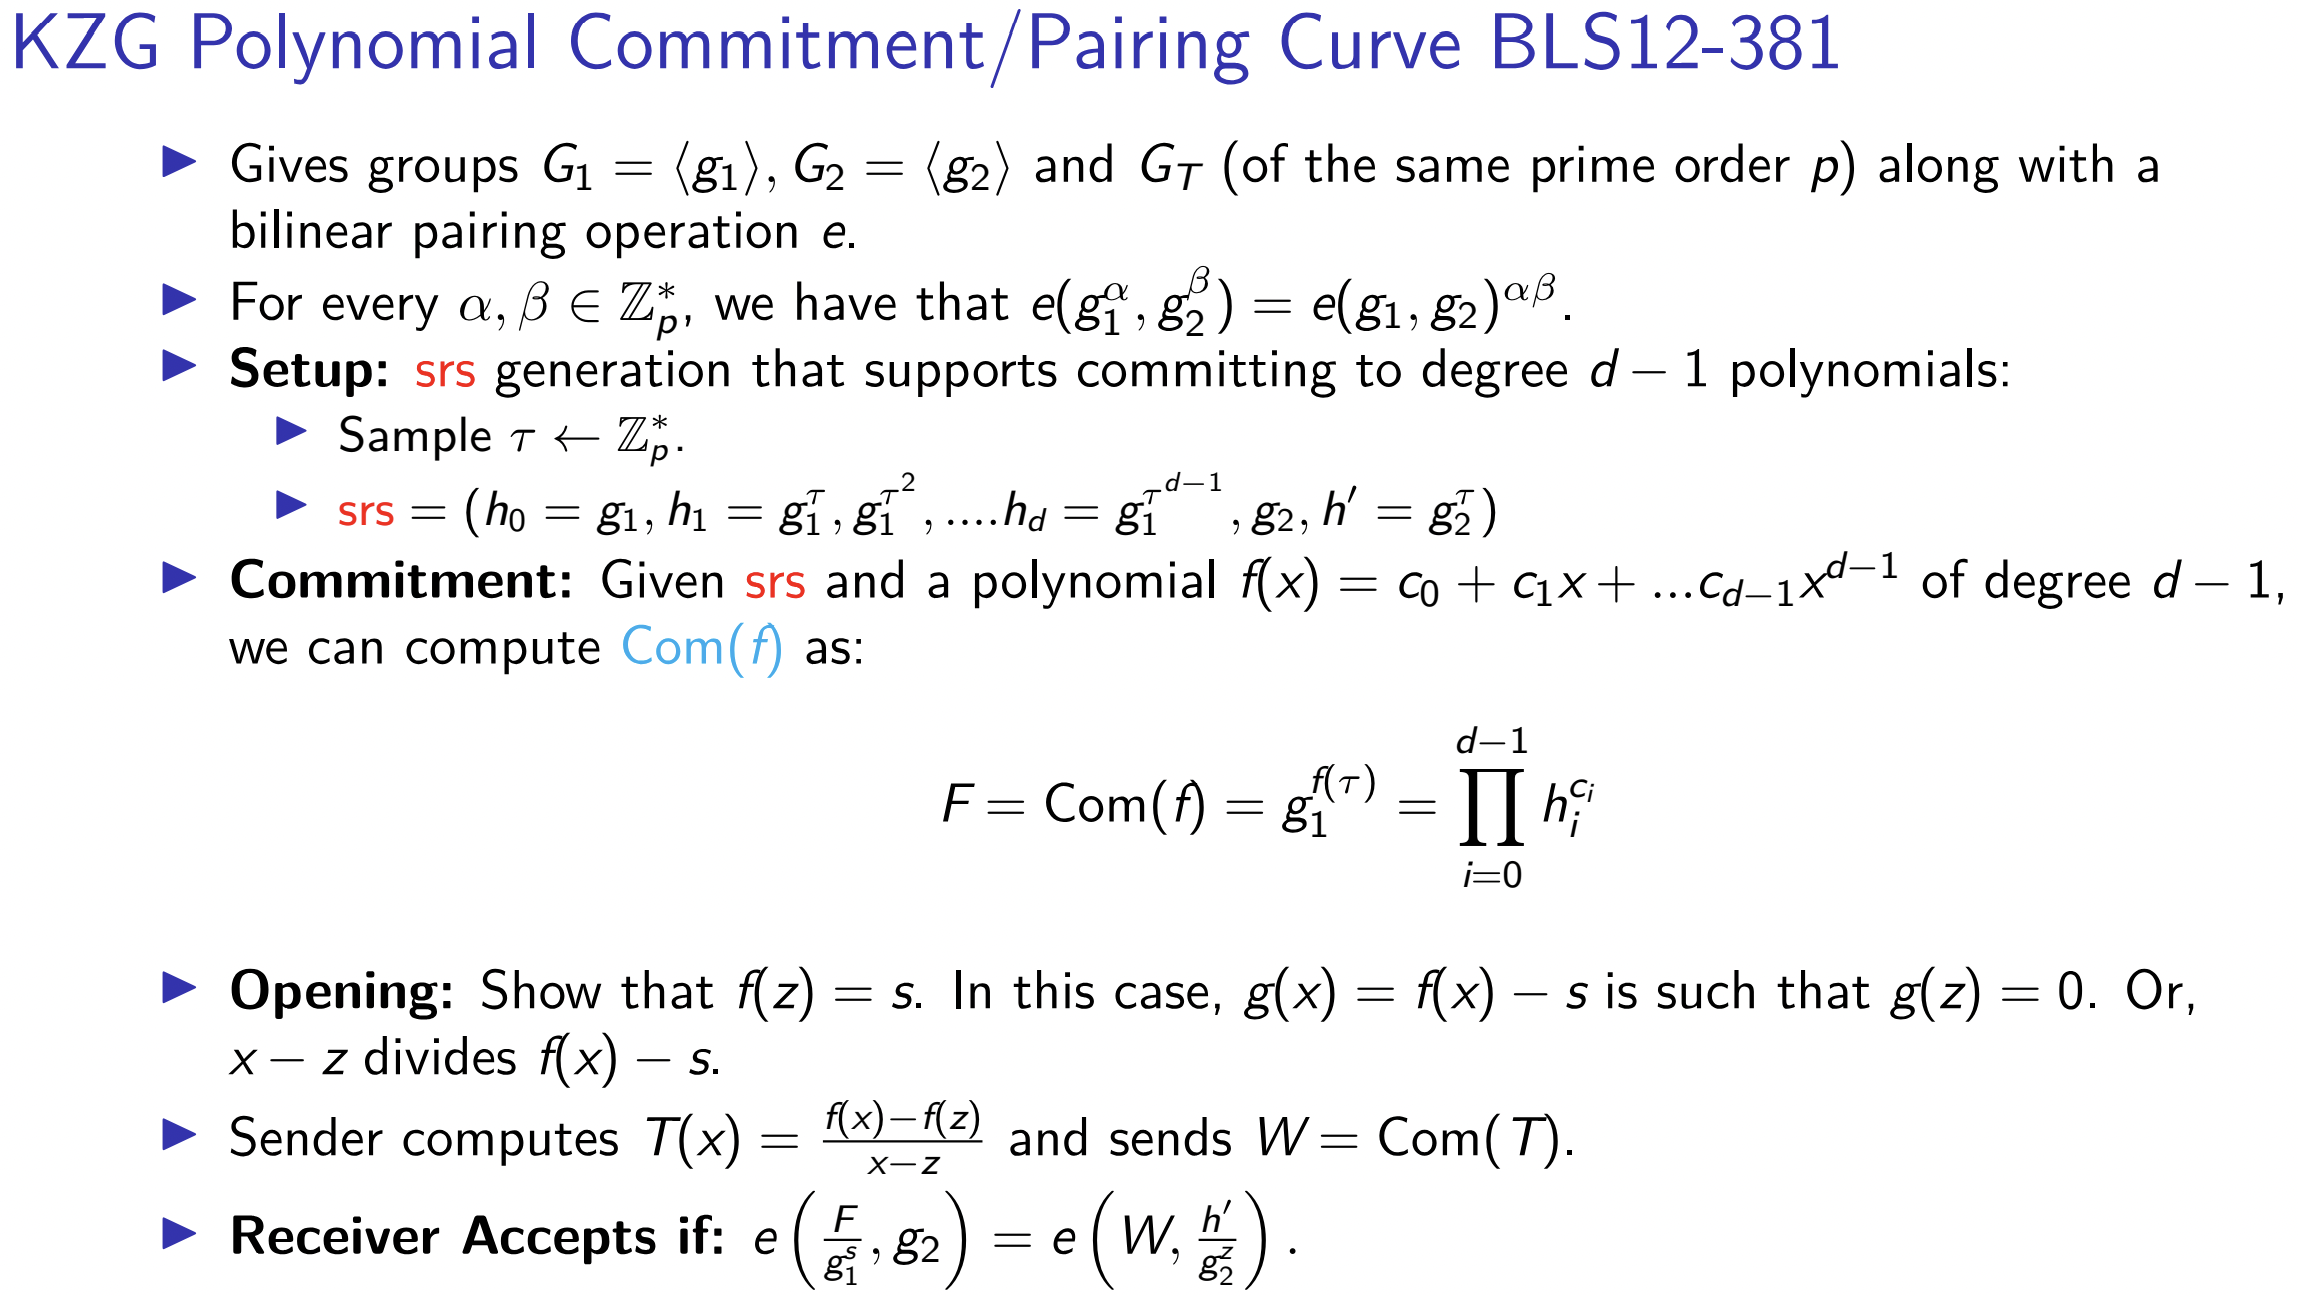 KZG Polynomial Commitment/Pairing Curve BLS12-381
▶ Gives groups $G_1 = \langle g_1 \rangle, G_2 = \langle g_2 \rangle$ and $G_T$ (of the same prime order $p$) along with a
bilinear pairing operation $e$.
▶ For every $\alpha, \beta \in \mathbb{Z}_p^*$, we have that $e(g_1^\alpha, g_2^\beta) = e(g_1, g_2)^{\alpha\beta}$.
▶ Setup: srs generation that supports committing to degree $d - 1$ polynomials:
▶ Sample $\tau \leftarrow \mathbb{Z}_p^*$.
▶ srs $= (h_0 = g_1, h_1 = g_1^\tau, g_1^{\tau^2}, ....h_d = g_1^{\tau^{d-1}}, g_2, h' = g_2^\tau)$
▶ Commitment: Given srs and a polynomial $f(x) = c_0 + c_1x + ...c_{d-1}x^{d-1}$ of degree $d - 1$,
we can compute Com($f$) as:
$F = \text{Com}(f) = g_1^{f(\tau)} = \prod_{i=0}^{d-1} h_i^{c_i}$
▶ Opening: Show that $f(z) = s$. In this case, $g(x) = f(x) - s$ is such that $g(z) = 0$. Or,
$x - z$ divides $f(x) - s$.
▶ Sender computes $T(x) = \frac{f(x)-f(z)}{x-z}$ and sends $W = \text{Com}(T)$.
▶ Receiver Accepts if: $e\left(\frac{F}{g_1^s}, g_2\right) = e\left(W, \frac{h'}{g_2^z}\right)$.